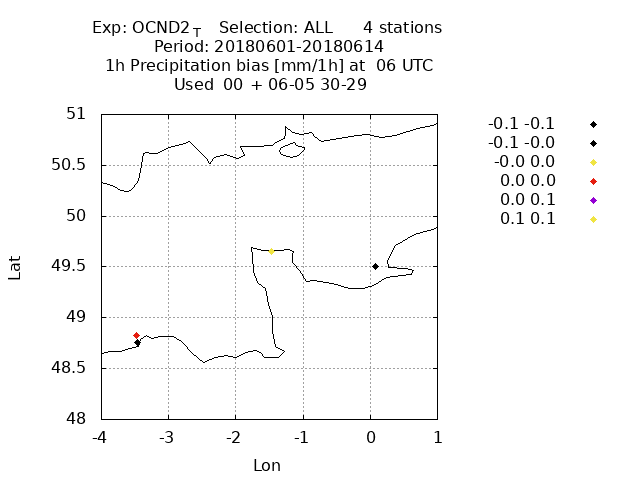 Exp: OCND2T Selection: ALL 4 stations
Period: 20180601-20180614
1h Precipitation bias [mm/1h] at 06 UTC
Used 00 + 06-05 30-29
-0.1 -0.1
-0.1 -0.0
-0.0 0.0
0.0 0.0
0.0 0.1
0.1 0.1
51
50.5
50
49.5
49
48.5
48
Lat
-4 -3 -2 -1 0 1
Lon